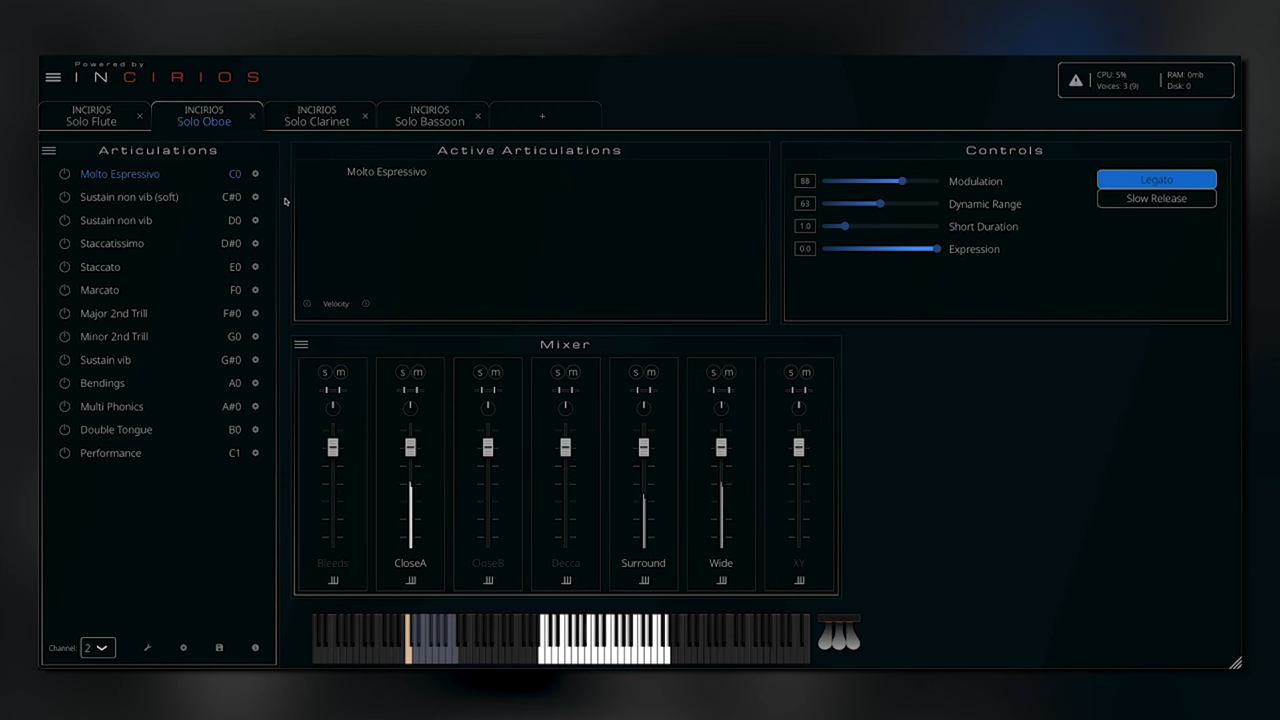 Powered by
INCIRIOS
CPU: 5%
Voices: 3 (9)
RAM: 0mb
Disk: 0
INCIRIOS
Solo Flute
×
INCIRIOS
Solo Oboe
×
INCIRIOS
Solo Clarinet
×
INCIRIOS
Solo Bassoon
×
+
Articulations
Molto Espressivo C0
Sustain non vib (soft) C#0
Sustain non vib D0
Staccatissimo D#0
Staccato E0
Marcato F0
Major 2nd Trill F#0
Minor 2nd Trill G0
Sustain vib G#0
Bendings A0
Multi Phonics A#0
Double Tongue B0
Performance C1
Channel: 2
Active Articulations
Molto Espressivo
Velocity
Controls
88 Modulation
63 Dynamic Range
1.0 Short Duration
0.0 Expression
Legato
Slow Release
Mixer
s m s m s m s m s m s m s m
Bleeds CloseA CloseB Decca Surround Wide XY